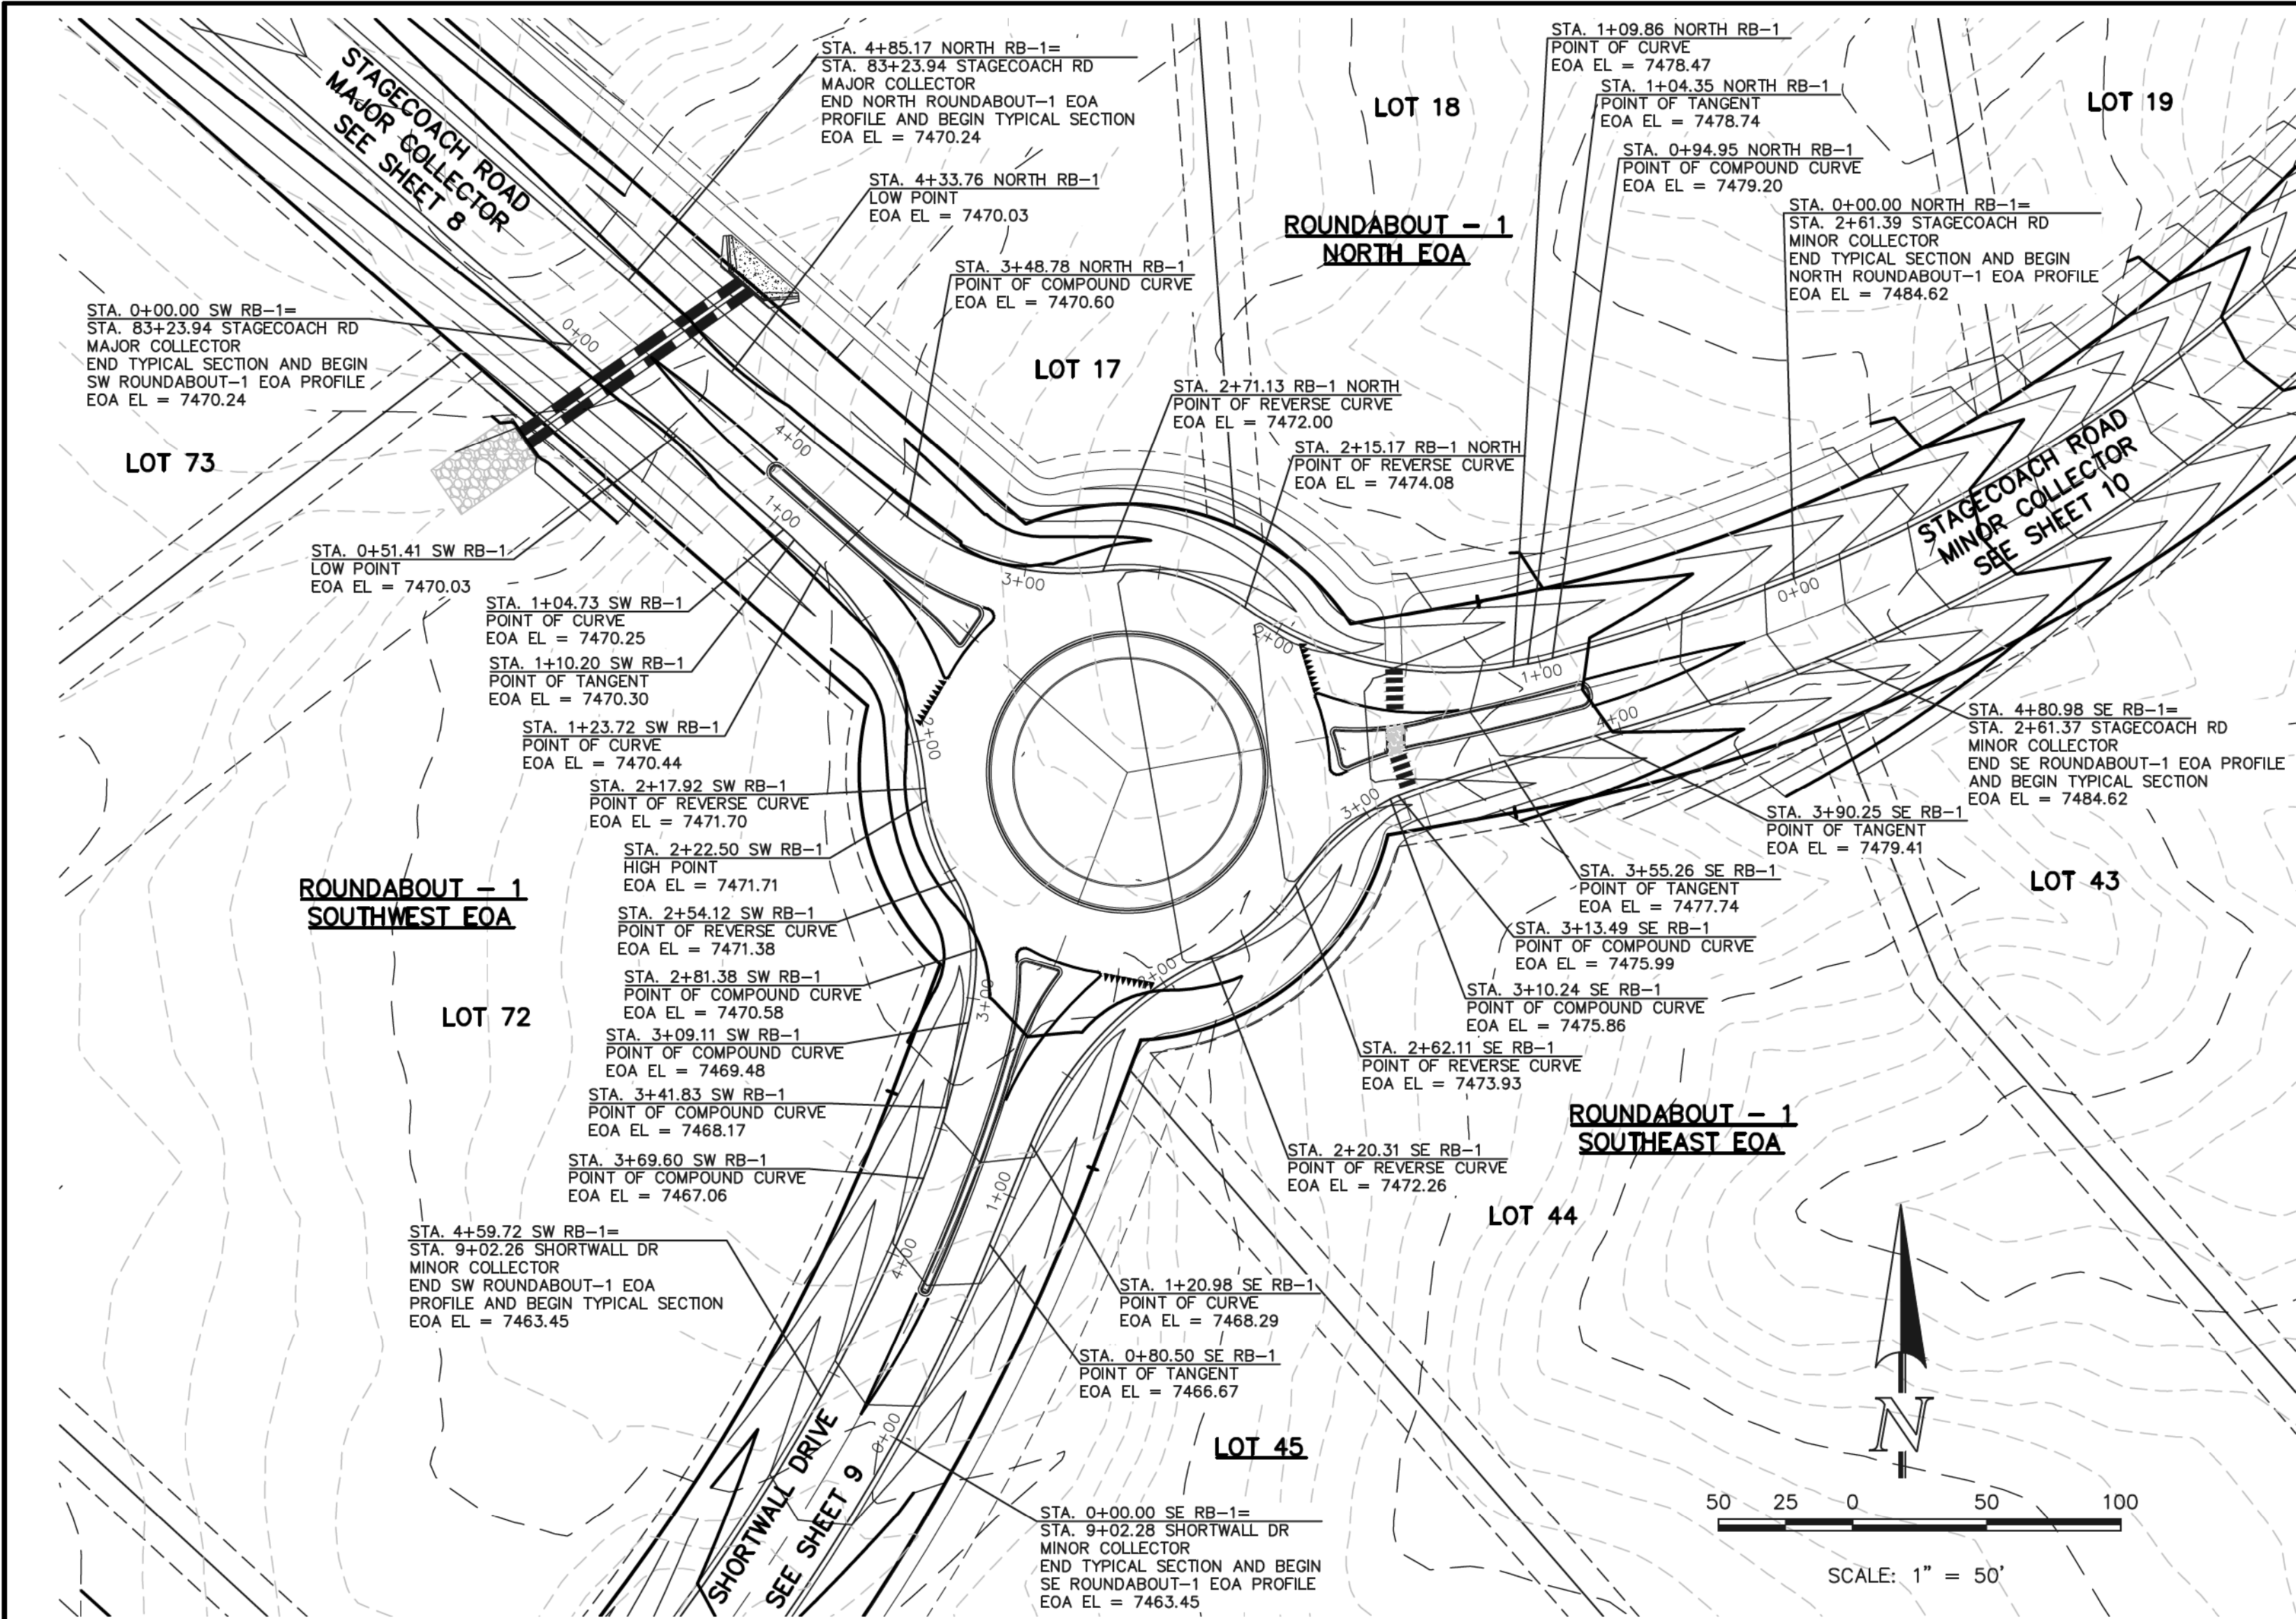 STAGECOACH ROAD
MAJOR COLLECTOR
SEE SHEET 8
STA. 4+85.17 NORTH RB-1=
STA. 83+23.94 STAGECOACH RD
MAJOR COLLECTOR
END NORTH ROUNDABOUT-1 EOA
PROFILE AND BEGIN TYPICAL SECTION
EOA EL = 7470.24
STA. 4+33.76 NORTH RB-1
LOW POINT
EOA EL = 7470.03
STA. 3+48.78 NORTH RB-1
POINT OF COMPOUND CURVE
EOA EL = 7470.60
LOT 17
LOT 18
ROUNDABOUT - 1
NORTH EOA
STA. 2+71.13 RB-1 NORTH
POINT OF REVERSE CURVE
EOA EL = 7472.00
STA. 2+15.17 RB-1 NORTH
POINT OF REVERSE CURVE
EOA EL = 7474.08
STA. 1+09.86 NORTH RB-1
POINT OF CURVE
EOA EL = 7478.47
STA. 1+04.35 NORTH RB-1
POINT OF TANGENT
EOA EL = 7478.74
STA. 0+94.95 NORTH RB-1
POINT OF COMPOUND CURVE
EOA EL = 7479.20
LOT 19
STA. 0+00.00 NORTH RB-1=
STA. 2+61.39 STAGECOACH RD
MINOR COLLECTOR
END TYPICAL SECTION AND BEGIN
NORTH ROUNDABOUT-1 EOA PROFILE
EOA EL = 7484.62
STAGECOACH ROAD
MINOR COLLECTOR
SEE SHEET 10
STA. 0+00.00 SW RB-1=
STA. 83+23.94 STAGECOACH RD
MAJOR COLLECTOR
END TYPICAL SECTION AND BEGIN
SW ROUNDABOUT-1 EOA PROFILE
EOA EL = 7470.24
LOT 73
STA. 0+51.41 SW RB-1
LOW POINT
EOA EL = 7470.03
STA. 1+04.73 SW RB-1
POINT OF CURVE
EOA EL = 7470.25
STA. 1+10.20 SW RB-1
POINT OF TANGENT
EOA EL = 7470.30
STA. 1+23.72 SW RB-1
POINT OF CURVE
EOA EL = 7470.44
STA. 2+17.92 SW RB-1
POINT OF REVERSE CURVE
EOA EL = 7471.70
STA. 2+22.50 SW RB-1
HIGH POINT
EOA EL = 7471.71
STA. 2+54.12 SW RB-1
POINT OF REVERSE CURVE
EOA EL = 7471.38
STA. 2+81.38 SW RB-1
POINT OF COMPOUND CURVE
EOA EL = 7470.58
STA. 3+09.11 SW RB-1
POINT OF COMPOUND CURVE
EOA EL = 7469.48
STA. 3+41.83 SW RB-1
POINT OF COMPOUND CURVE
EOA EL = 7468.17
STA. 3+69.60 SW RB-1
POINT OF COMPOUND CURVE
EOA EL = 7467.06
STA. 4+59.72 SW RB-1=
STA. 9+02.26 SHORTWALL DR
MINOR COLLECTOR
END SW ROUNDABOUT-1 EOA
PROFILE AND BEGIN TYPICAL SECTION
EOA EL = 7463.45
ROUNDABOUT - 1
SOUTHWEST EOA
LOT 72
0+00
1+00
2+00
3+00
4+00
4+00
3+00
2+00
1+00
0+00
4+00
3+00
2+00
1+00
0+00
STA. 4+80.98 SE RB-1=
STA. 2+61.37 STAGECOACH RD
MINOR COLLECTOR
END SE ROUNDABOUT-1 EOA PROFILE
AND BEGIN TYPICAL SECTION
EOA EL = 7484.62
STA. 3+90.25 SE RB-1
POINT OF TANGENT
EOA EL = 7479.41
STA. 3+55.26 SE RB-1
POINT OF TANGENT
EOA EL = 7477.74
STA. 3+13.49 SE RB-1
POINT OF COMPOUND CURVE
EOA EL = 7475.99
STA. 3+10.24 SE RB-1
POINT OF COMPOUND CURVE
EOA EL = 7475.86
STA. 2+62.11 SE RB-1
POINT OF REVERSE CURVE
EOA EL = 7473.93
STA. 2+20.31 SE RB-1
POINT OF REVERSE CURVE
EOA EL = 7472.26
STA. 1+20.98 SE RB-1
POINT OF CURVE
EOA EL = 7468.29
STA. 0+80.50 SE RB-1
POINT OF TANGENT
EOA EL = 7466.67
STA. 0+00.00 SE RB-1=
STA. 9+02.28 SHORTWALL DR
MINOR COLLECTOR
END TYPICAL SECTION AND BEGIN
SE ROUNDABOUT-1 EOA PROFILE
EOA EL = 7463.45
LOT 43
ROUNDABOUT - 1
SOUTHEAST EOA
LOT 44
LOT 45
SHORTWALL DRIVE
SEE SHEET 9
N
50 25 0 50 100
SCALE: 1" = 50'